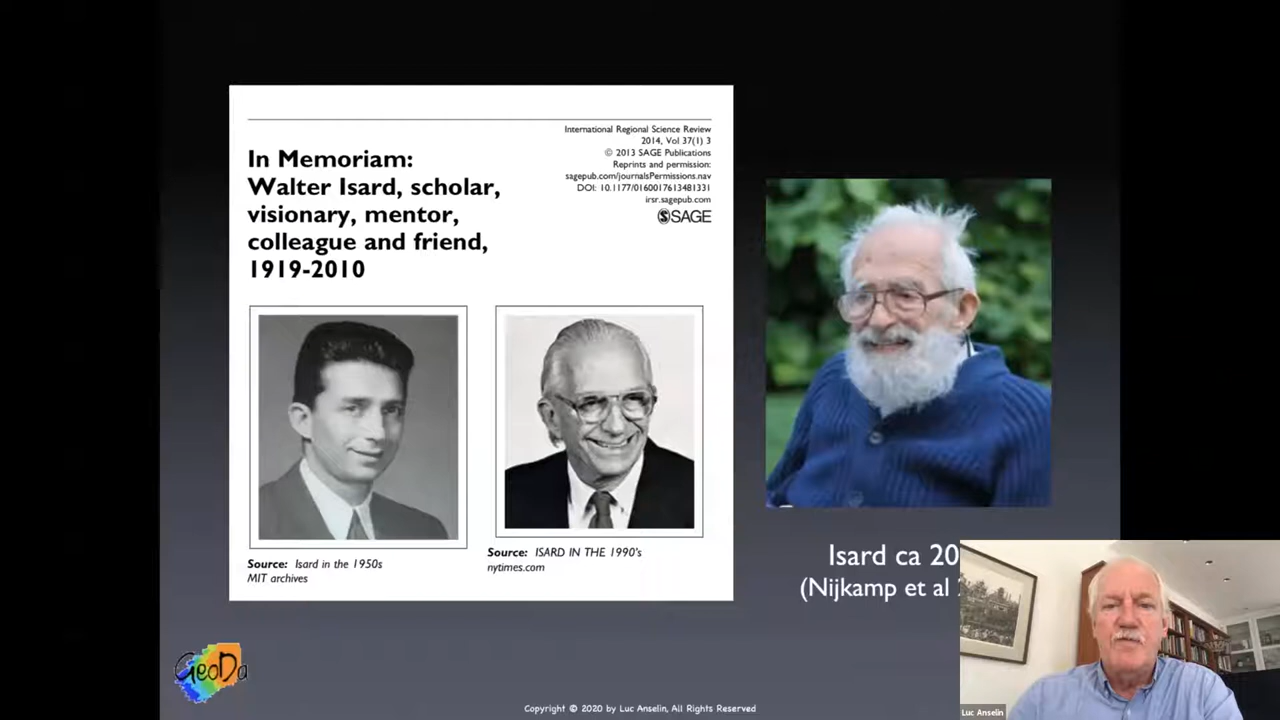 International Regional Science Review
2014, Vol 37(1) 3
© 2013 SAGE Publications
Reprints and permission:
sagepub.com/journalsPermissions.nav
DOI: 10.1177/0160017613481331
irsr.sagepub.com
SAGE
In Memoriam:
Walter Isard, scholar,
visionary, mentor,
colleague and friend,
1919-2010
Source: Isard in the 1950s
MIT archives
Source: ISARD IN THE 1990's
nytimes.com
Isard ca 20
(Nijkamp et al
GeoDa
Copyright © 2020 by Luc Anselin, All Rights Reserved
Luc Anselin